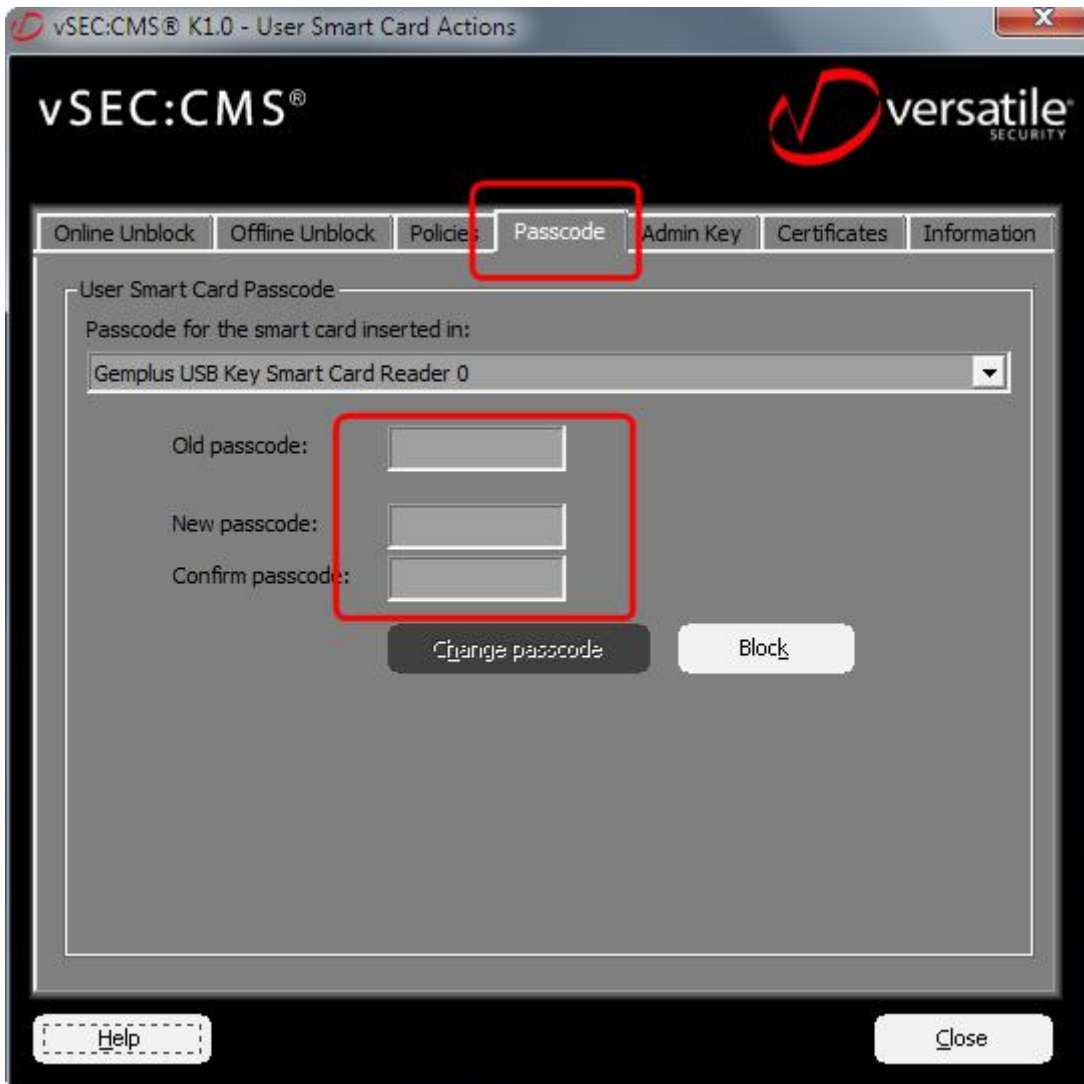 vSEC:CMS® K1.0 - User Smart Card Actions
X
vSEC:CMS®
versatile®
SECURITY
Online Unblock Offline Unblock Policies Passcode Admin Key Certificates Information
User Smart Card Passcode
Passcode for the smart card inserted in:
Gemplus USB Key Smart Card Reader 0
Old passcode:
New passcode:
Confirm passcode:
Change passcode Block
Help Close